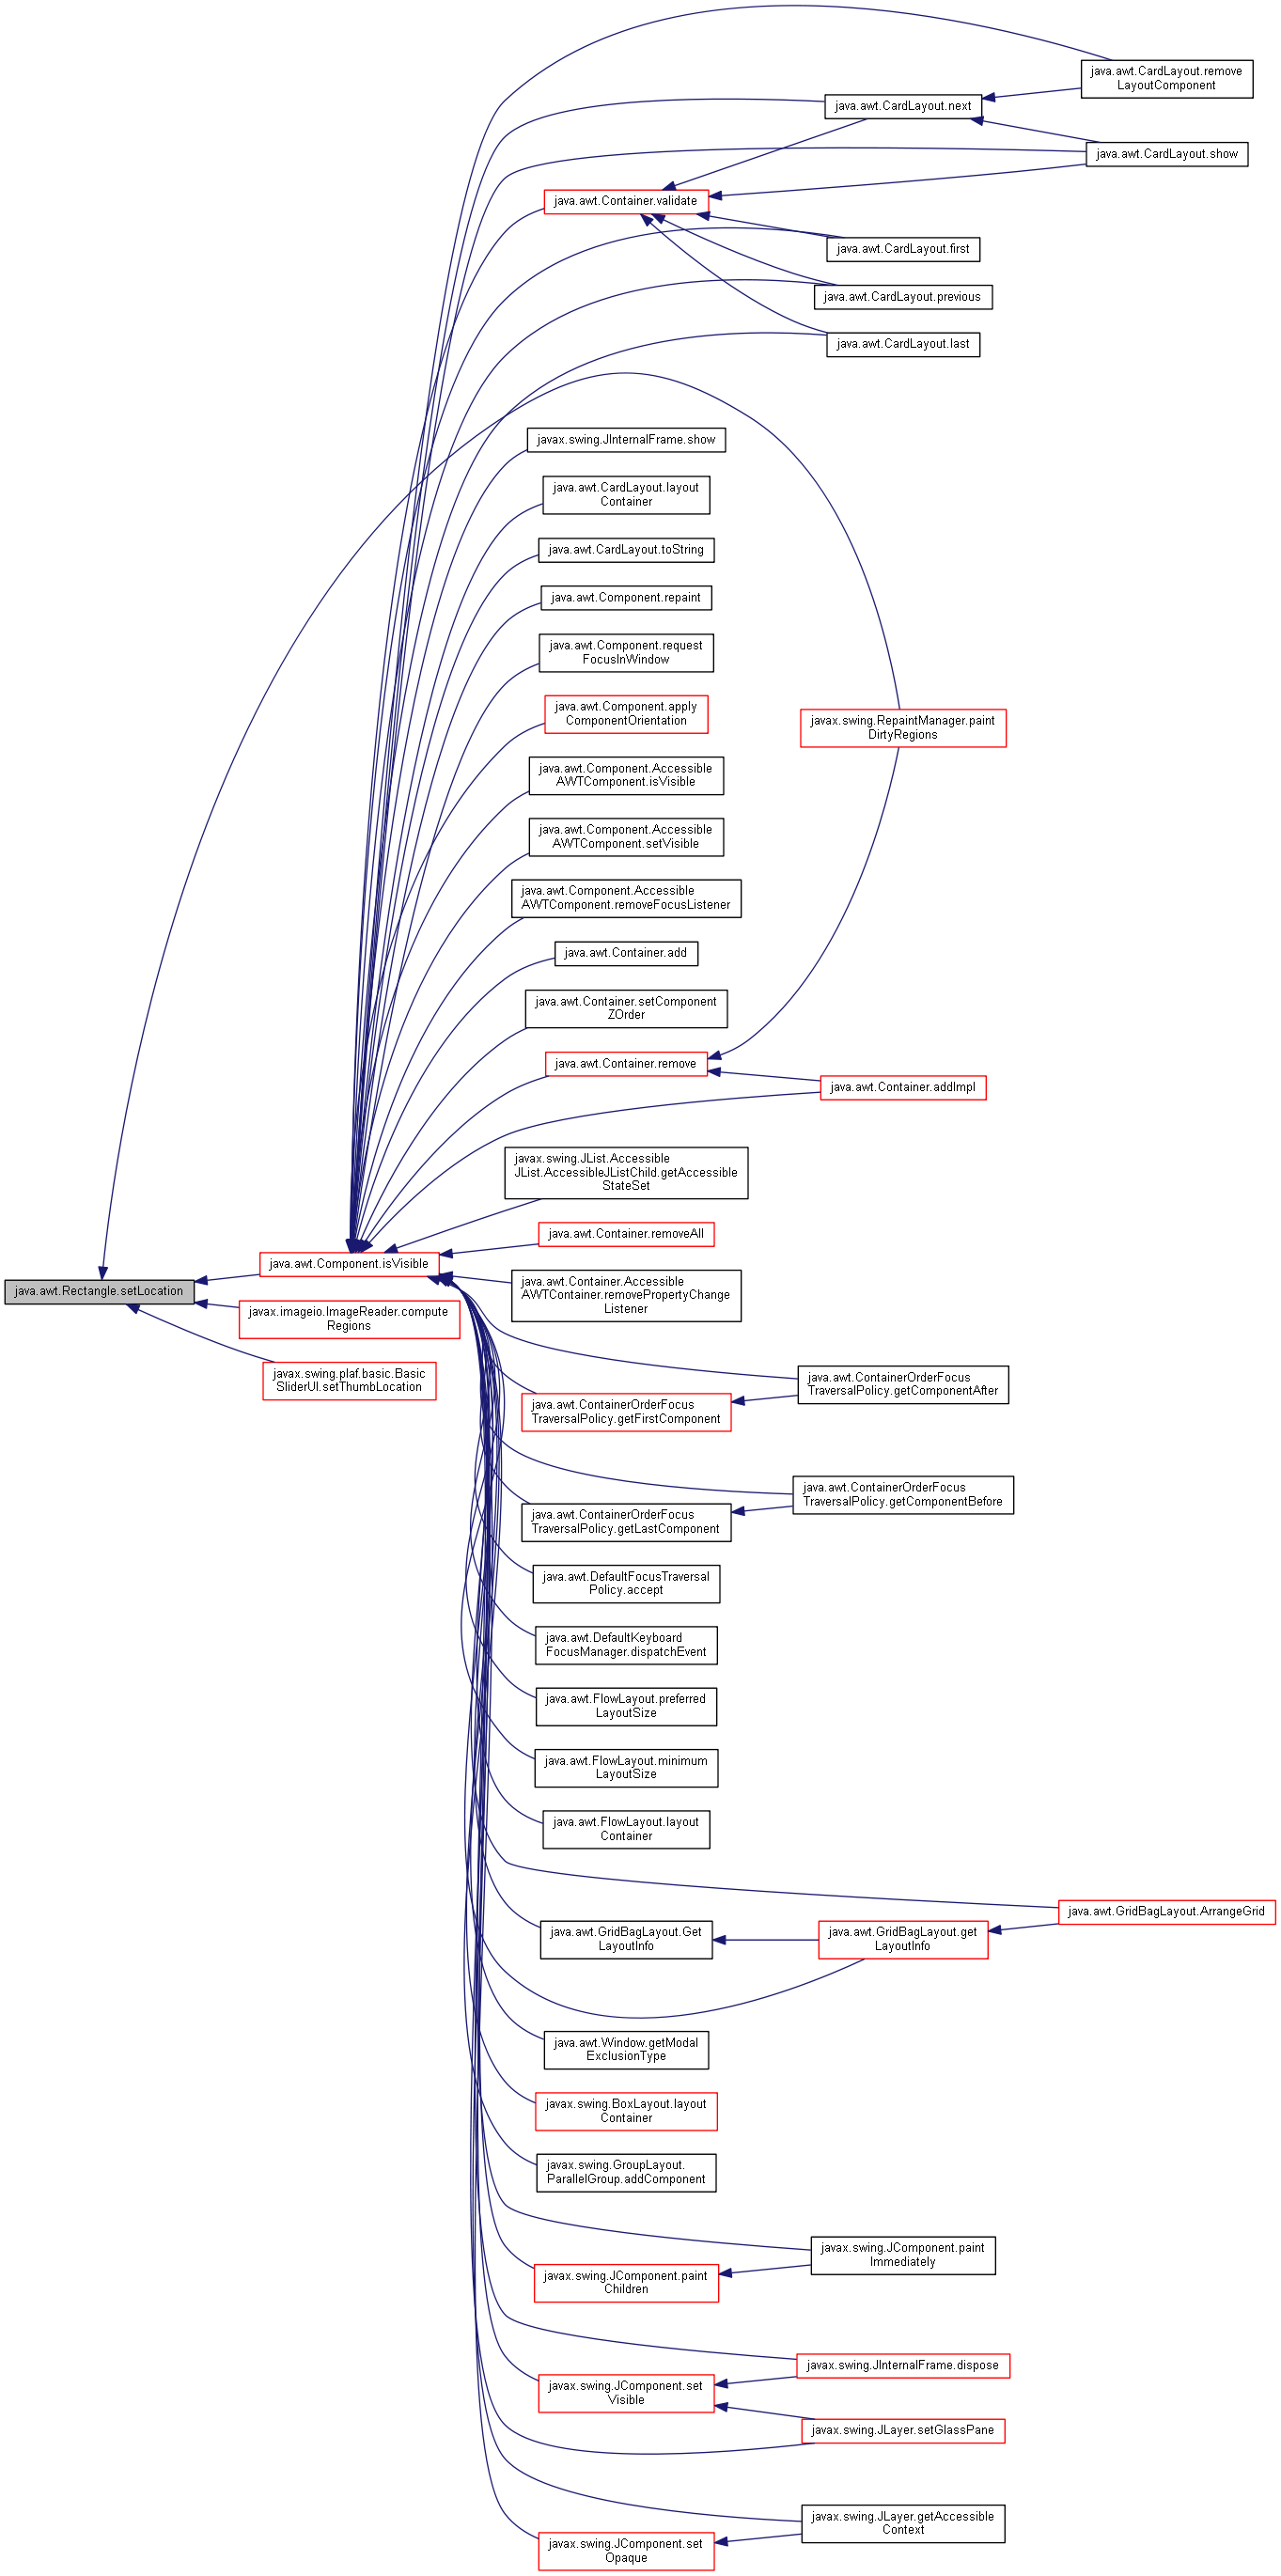 java.awt.CardLayout.remove
LayoutComponent
java.awt.CardLayout.next
java.awt.CardLayout.show
java.awt.Container.validate
java.awt.CardLayout.first
java.awt.CardLayout.previous
java.awt.CardLayout.last
javax.swing.JInternalFrame.show
java.awt.CardLayout.layout
Container
java.awt.CardLayout.toString
java.awt.Component.repaint
java.awt.Component.request
FocusInWindow
java.awt.Component.apply
ComponentOrientation
javax.swing.RepaintManager.paint
DirtyRegions
java.awt.Component.Accessible
AWTComponent.isVisible
java.awt.Component.Accessible
AWTComponent.setVisible
java.awt.Component.Accessible
AWTComponent.removeFocusListener
java.awt.Container.add
java.awt.Container.setComponent
ZOrder
java.awt.Container.remove
java.awt.Container.addImpl
javax.swing.JList.Accessible
JList.AccessibleJListChild.getAccessible
StateSet
java.awt.Container.removeAll
java.awt.Component.isVisible
java.awt.Rectangle.setLocation
java.awt.Container.Accessible
AWTContainer.removePropertyChange
Listener
javax.imageio.ImageReader.compute
Regions
javax.swing.plaf.basic.Basic
SliderUI.setThumbLocation
java.awt.ContainerOrderFocus
TraversalPolicy.getComponentAfter
java.awt.ContainerOrderFocus
TraversalPolicy.getFirstComponent
java.awt.ContainerOrderFocus
TraversalPolicy.getComponentBefore
java.awt.ContainerOrderFocus
TraversalPolicy.getLastComponent
java.awt.DefaultFocusTraversal
Policy.accept
java.awt.DefaultKeyboard
FocusManager.dispatchEvent
java.awt.FlowLayout.preferred
LayoutSize
java.awt.FlowLayout.minimum
LayoutSize
java.awt.FlowLayout.layout
Container
java.awt.GridBagLayout.ArrangeGrid
java.awt.GridBagLayout.Get
LayoutInfo
java.awt.GridBagLayout.get
LayoutInfo
java.awt.Window.getModal
ExclusionType
javax.swing.BoxLayout.layout
Container
javax.swing.GroupLayout.
ParallelGroup.addComponent
javax.swing.JComponent.paint
Immediately
javax.swing.JComponent.paint
Children
javax.swing.JInternalFrame.dispose
javax.swing.JComponent.set
Visible
javax.swing.JLayer.setGlassPane
javax.swing.JLayer.getAccessible
Context
javax.swing.JComponent.set
Opaque